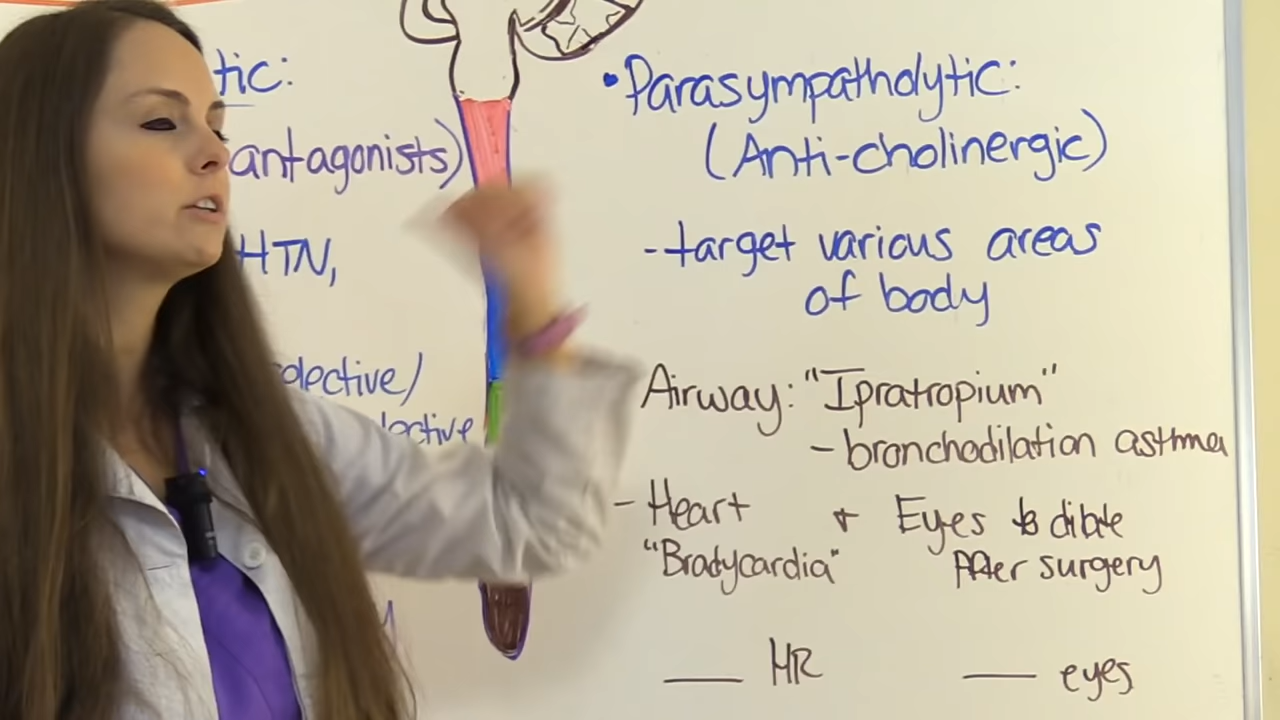 tic:
antagonists)
HTN,
lective/
lective
• Parasympatholytic:
(Anti-cholinergic)
- target various areas
of body
Airway: "Ipratropium"
- bronchodilation asthma
- Heart + Eyes to dilate
"Bradycardia" After surgery
___ HR ___ eyes